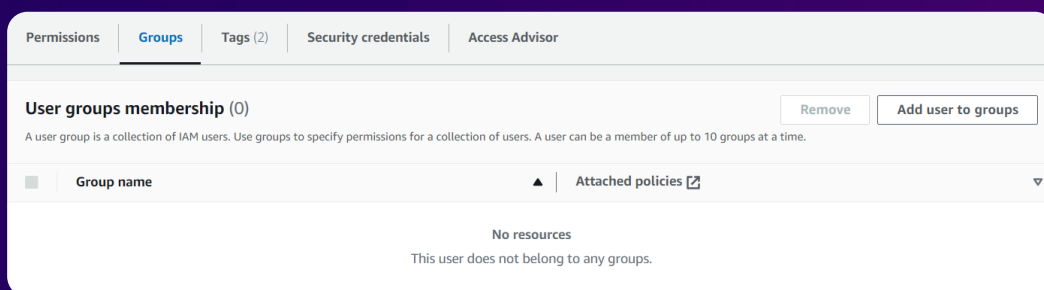 Permissions Groups Tags (2) Security credentials Access Advisor
User groups membership (0) Remove Add user to groups
A user group is a collection of IAM users. Use groups to specify permissions for a collection of users. A user can be a member of up to 10 groups at a time.
Group name Attached policies
No resources
This user does not belong to any groups.